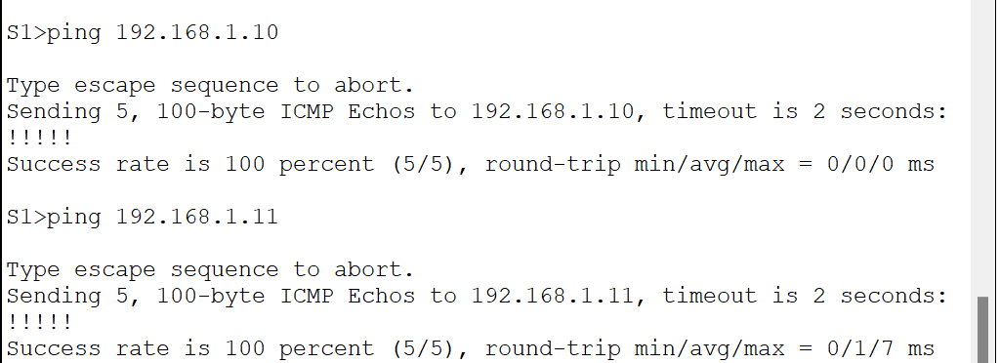 S1>ping 192.168.1.10
Type escape sequence to abort.
Sending 5, 100-byte ICMP Echos to 192.168.1.10, timeout is 2 seconds:
!!!!!
Success rate is 100 percent (5/5), round-trip min/avg/max = 0/0/0 ms
S1>ping 192.168.1.11
Type escape sequence to abort.
Sending 5, 100-byte ICMP Echos to 192.168.1.11, timeout is 2 seconds:
!!!!!
Success rate is 100 percent (5/5), round-trip min/avg/max = 0/1/7 ms